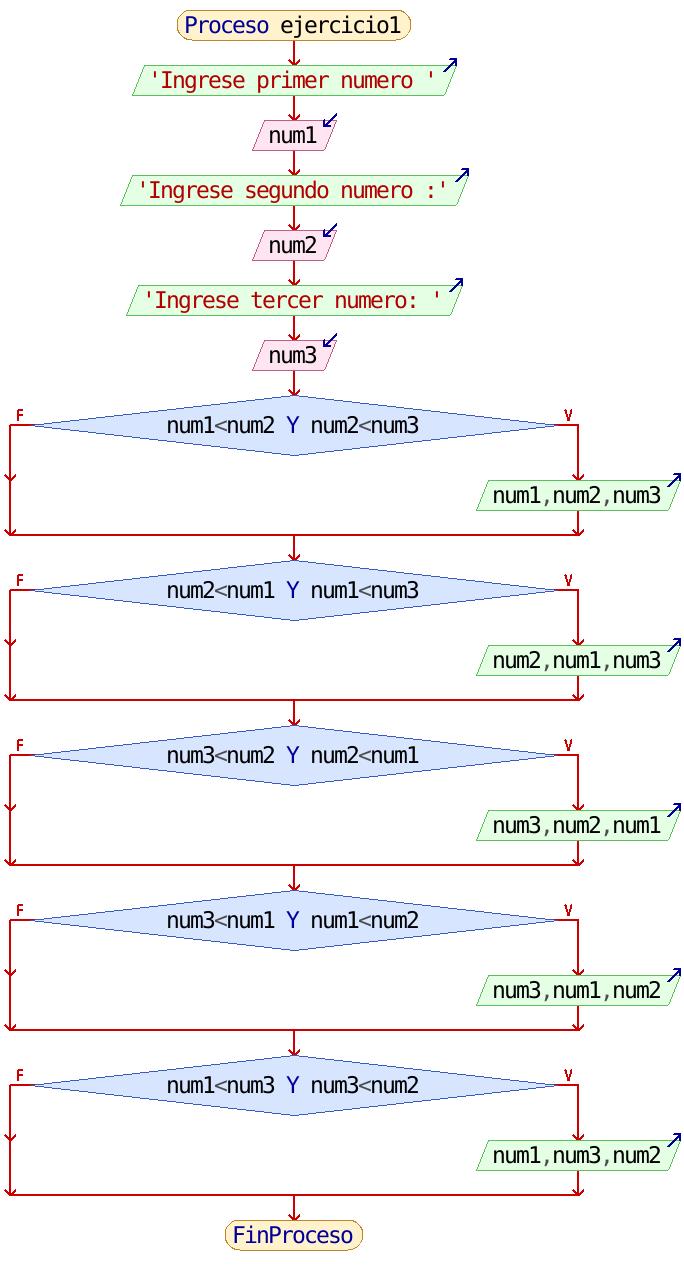 Proceso ejercicio1
'Ingrese primer numero '
num1
'Ingrese segundo numero :'
num2
'Ingrese tercer numero: '
num3
F
V
num1<num2 Y num2<num3
num1,num2,num3
F
V
num2<num1 Y num1<num3
num2,num1,num3
F
V
num3<num2 Y num2<num1
num3,num2,num1
F
V
num3<num1 Y num1<num2
num3,num1,num2
F
V
num1<num3 Y num3<num2
num1,num3,num2
FinProceso